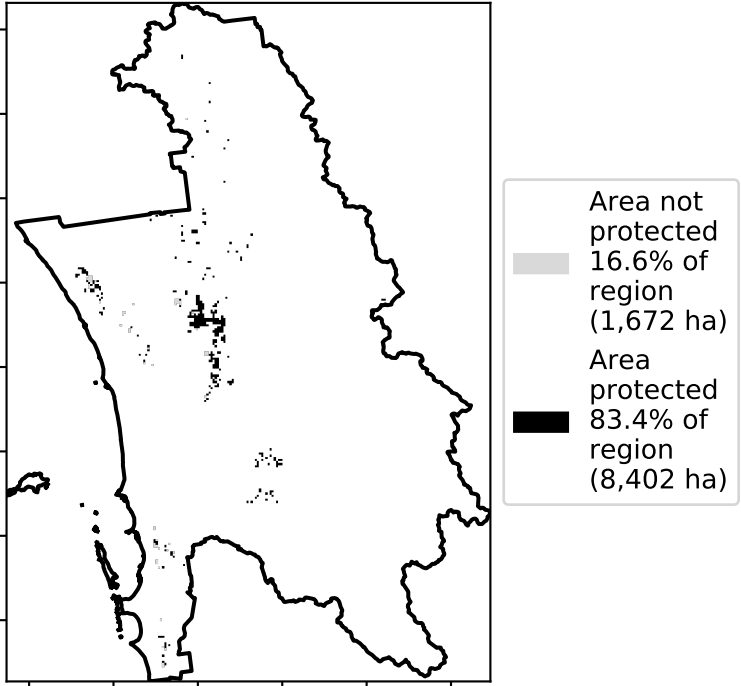 Area not
protected
16.6% of
region
(1,672 ha)
Area
protected
83.4% of
region
(8,402 ha)